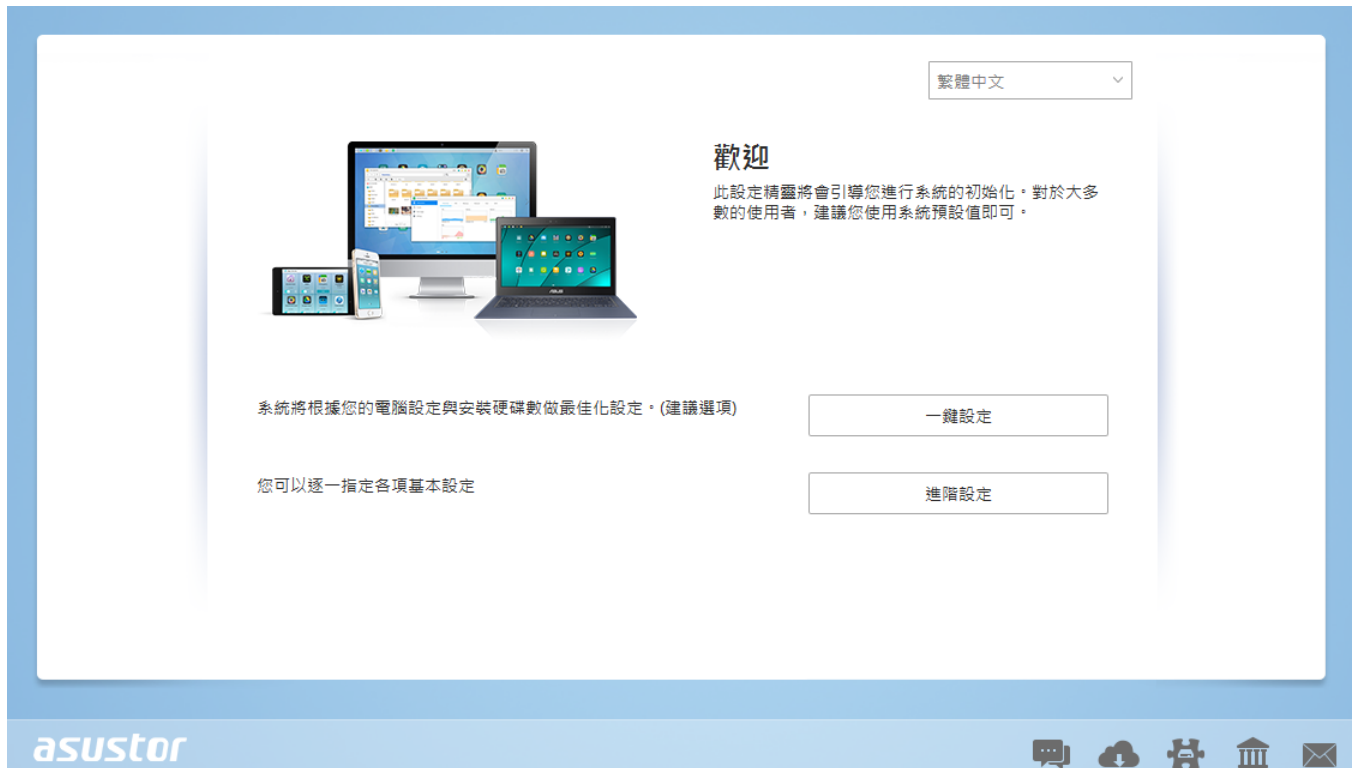 繁體中文
歡迎
此設定精靈將會引導您進行系統的初始化。對於大多
數的使用者，建議您使用系統預設值即可。
系統將根據您的電腦設定與安裝硬碟數做最佳化設定。(建議選項)
一鍵設定
您可以逐一指定各項基本設定
進階設定
asustor